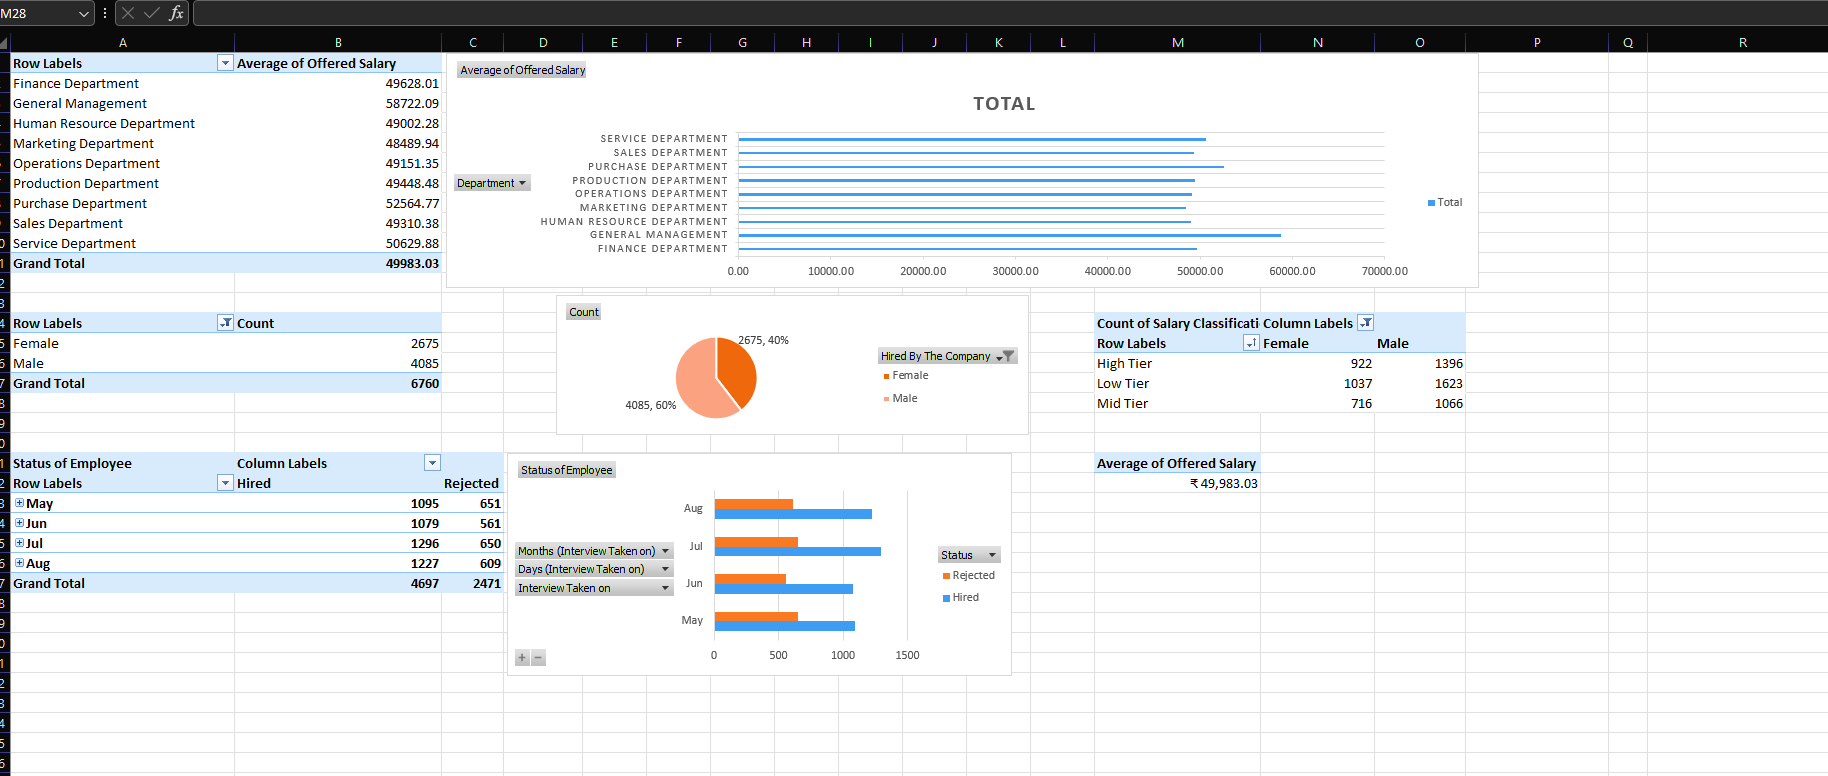 M28
fx
A B C D E F G H I J K L M N O P Q R
Row Labels Average of Offered Salary
Finance Department 49628.01
General Management 58722.09
Human Resource Department 49002.28
Marketing Department 48489.94
Operations Department 49151.35
Production Department 49448.48
Purchase Department 52564.77
Sales Department 49310.38
Service Department 50629.88
Grand Total 49983.03
Average of Offered Salary
TOTAL
SERVICE DEPARTMENT
SALES DEPARTMENT
PURCHASE DEPARTMENT
PRODUCTION DEPARTMENT
OPERATIONS DEPARTMENT
MARKETING DEPARTMENT
HUMAN RESOURCE DEPARTMENT
GENERAL MANAGEMENT
FINANCE DEPARTMENT
Department
Total
0.00 10000.00 20000.00 30000.00 40000.00 50000.00 60000.00 70000.00
Row Labels Count
Female 2675
Male 4085
Grand Total 6760
Count
2675, 40%
4085, 60%
Hired By The Company
Female
Male
Count of Salary Classificati Column Labels
Row Labels Female Male
High Tier 922 1396
Low Tier 1037 1623
Mid Tier 716 1066
Status of Employee Column Labels
Row Labels Hired Rejected
May 1095 651
Jun 1079 561
Jul 1296 650
Aug 1227 609
Grand Total 4697 2471
Status of Employee
Aug
Jul
Jun
May
Months (Interview Taken on)
Days (Interview Taken on)
Interview Taken on
Status
Rejected
Hired
0 500 1000 1500
Average of Offered Salary
₹ 49,983.03